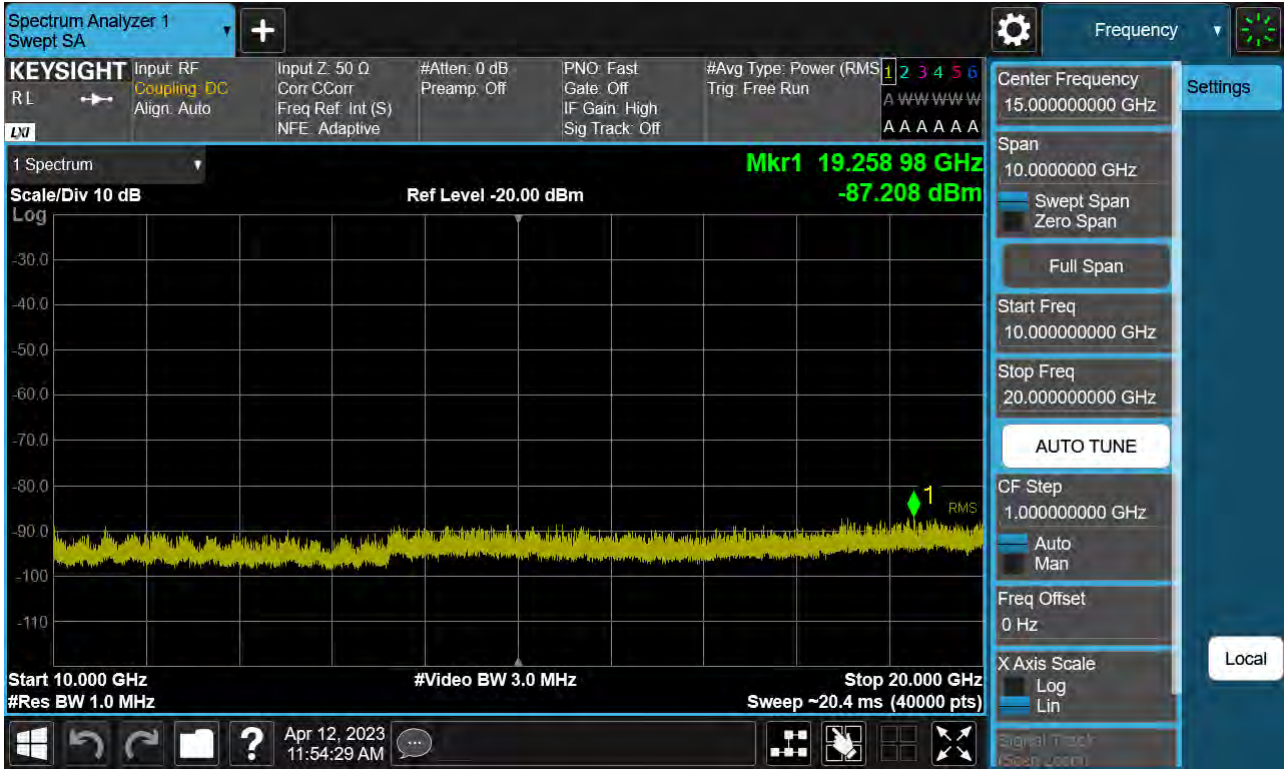 Spectrum Analyzer 1
Swept SA
Frequency
KEYSIGHT
R L
LXI
Input: RF
Coupling: DC
Align: Auto
Input Z: 50 Ω
Corr CCorr
Freq Ref: Int (S)
NFE: Adaptive
#Atten: 0 dB
Preamp: Off
PNO: Fast
Gate: Off
IF Gain: High
Sig Track: Off
#Avg Type: Power (RMS
Trig: Free Run
1 2 3 4 5 6
A W W W W W
A A A A A A
1 Spectrum
Mkr1 19.258 98 GHz
Scale/Div 10 dB
Ref Level -20.00 dBm
-87.208 dBm
Log
-30.0
-40.0
-50.0
-60.0
-70.0
-80.0
-90.0
-100
-110
1
RMS
Start 10.000 GHz
#Video BW 3.0 MHz
Stop 20.000 GHz
#Res BW 1.0 MHz
Sweep ~20.4 ms (40000 pts)
Center Frequency
15.000000000 GHz
Settings
Span
10.0000000 GHz
Swept Span
Zero Span
Full Span
Start Freq
10.000000000 GHz
Stop Freq
20.000000000 GHz
AUTO TUNE
CF Step
1.000000000 GHz
Auto
Man
Freq Offset
0 Hz
X Axis Scale
Log
Lin
Local
Signal Track
(Span Zoom)
?
Apr 12, 2023
11:54:29 AM